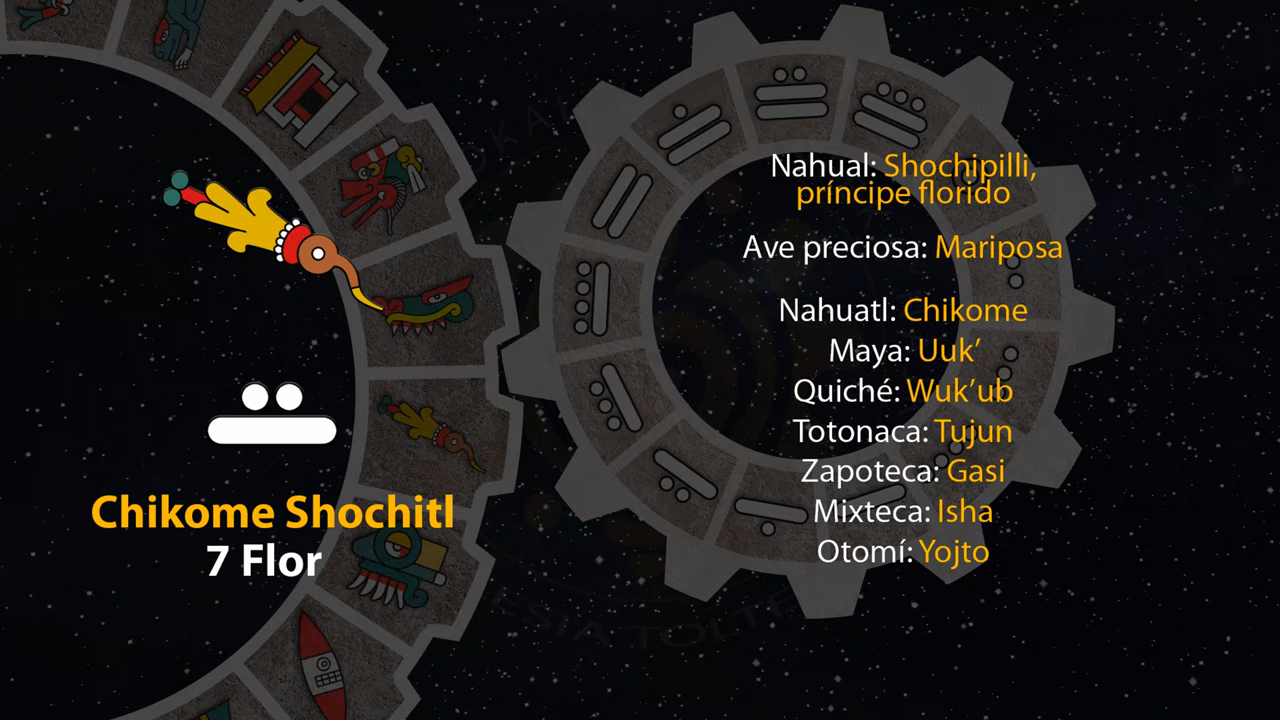 Chikome Shochitl
7 Flor
Nahual: Shochipilli,
príncipe florido
Ave preciosa: Mariposa
Nahuatl: Chikome
Maya: Uuk’
Quiché: Wuk’ub
Totonaca: Tujun
Zapoteca: Gasi
Mixteca: Isha
Otomí: Yojto